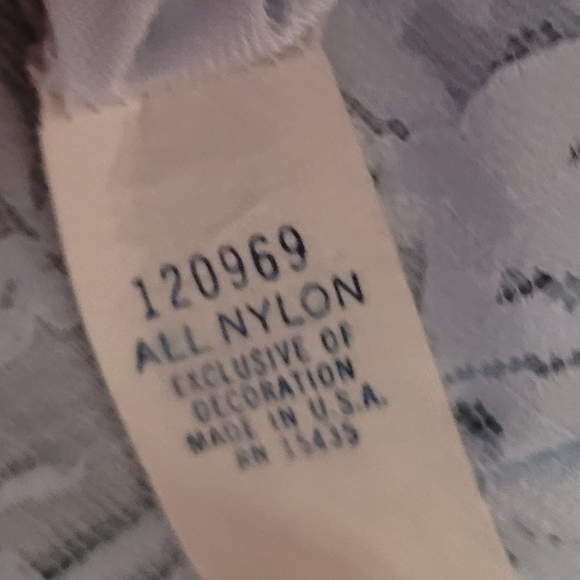 120969
ALL NYLON
EXCLUSIVE OF
DECORATION
MADE IN U.S.A.
RN 15435